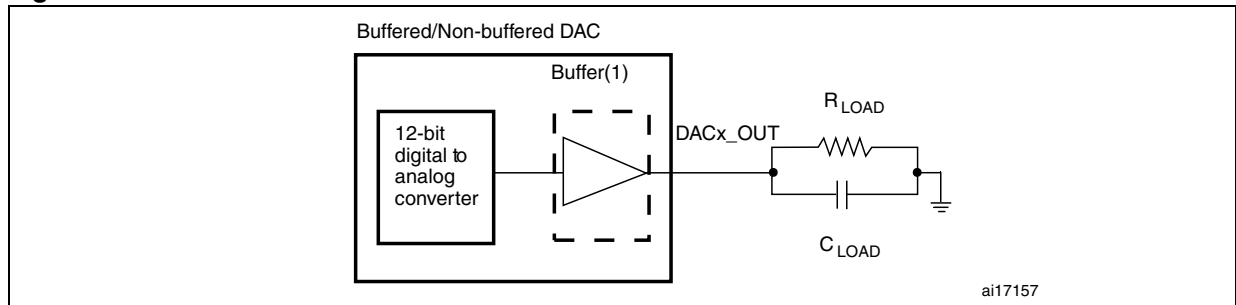 Buffered/Non-buffered DAC
Buffer(1)
12-bit
digital to
analog
converter
DACx_OUT
R LOAD
C LOAD
ai17157